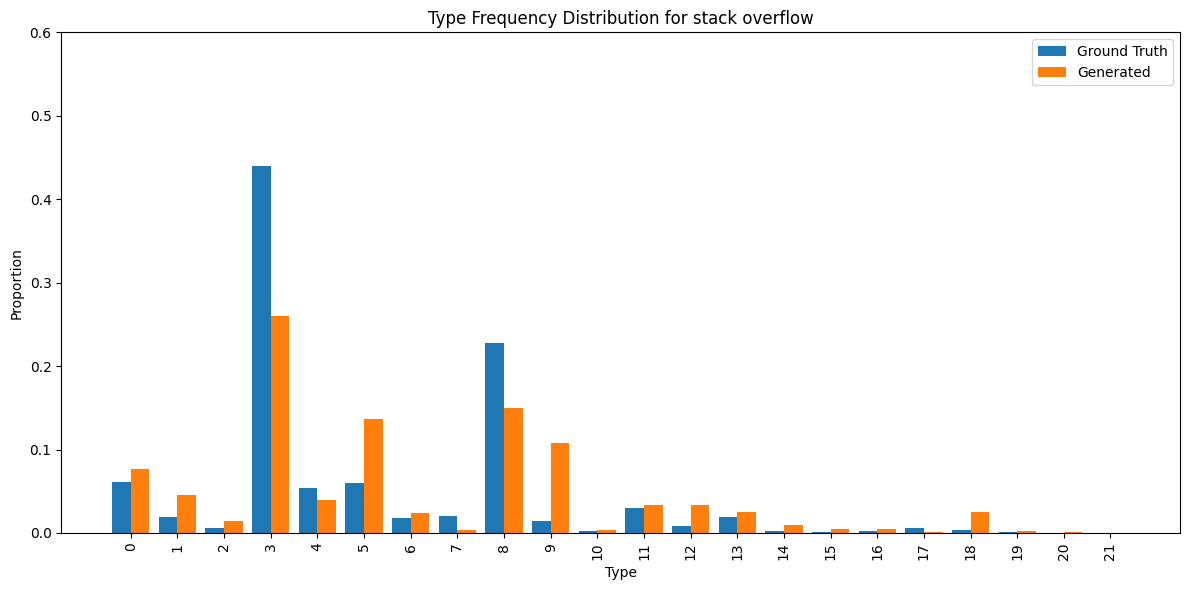 Type Frequency Distribution for stack overflow
Ground Truth
Generated
Proportion
0.6
0.5
0.4
0.3
0.2
0.1
0.0
0 1 2 3 4 5 6 7 8 9 10 11 12 13 14 15 16 17 18 19 20 21
Type